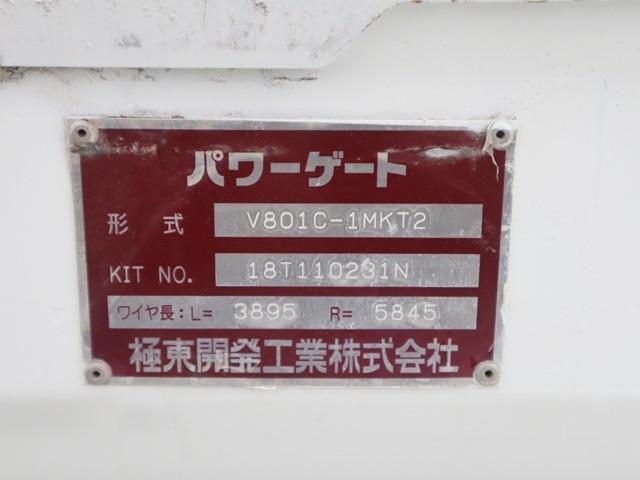 パワーゲート
形式 V801C-1MKT2
KIT NO. 18T110231N
ワイヤ長:L= 3895 R= 5845
極東開発工業株式会社